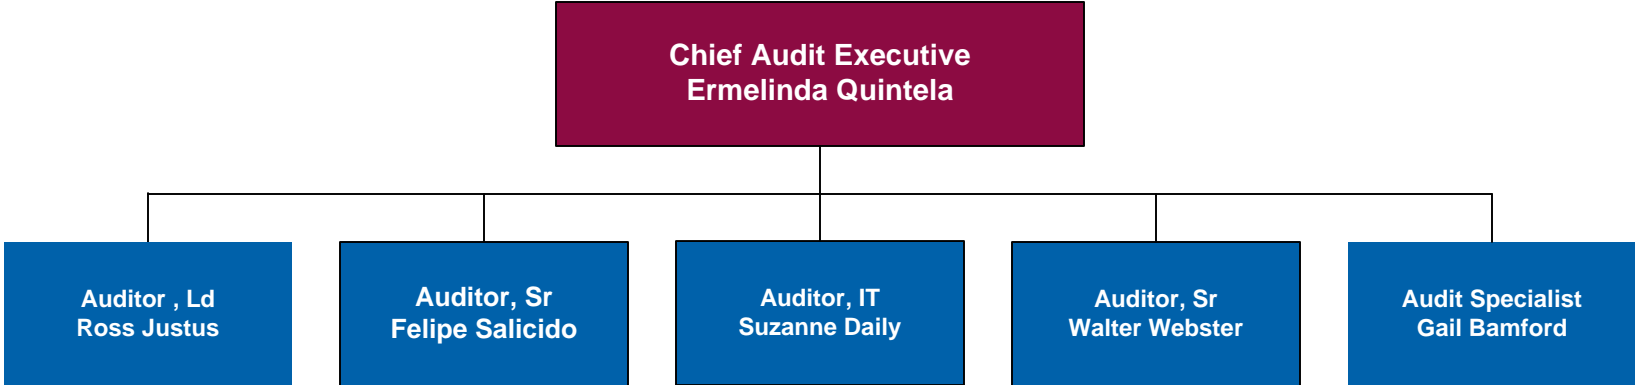 Chief Audit Executive
Ermelinda Quintela
Auditor , Ld
Ross Justus
Auditor, Sr
Felipe Salicido
Auditor, IT
Suzanne Daily
Auditor, Sr
Walter Webster
Audit Specialist
Gail Bamford